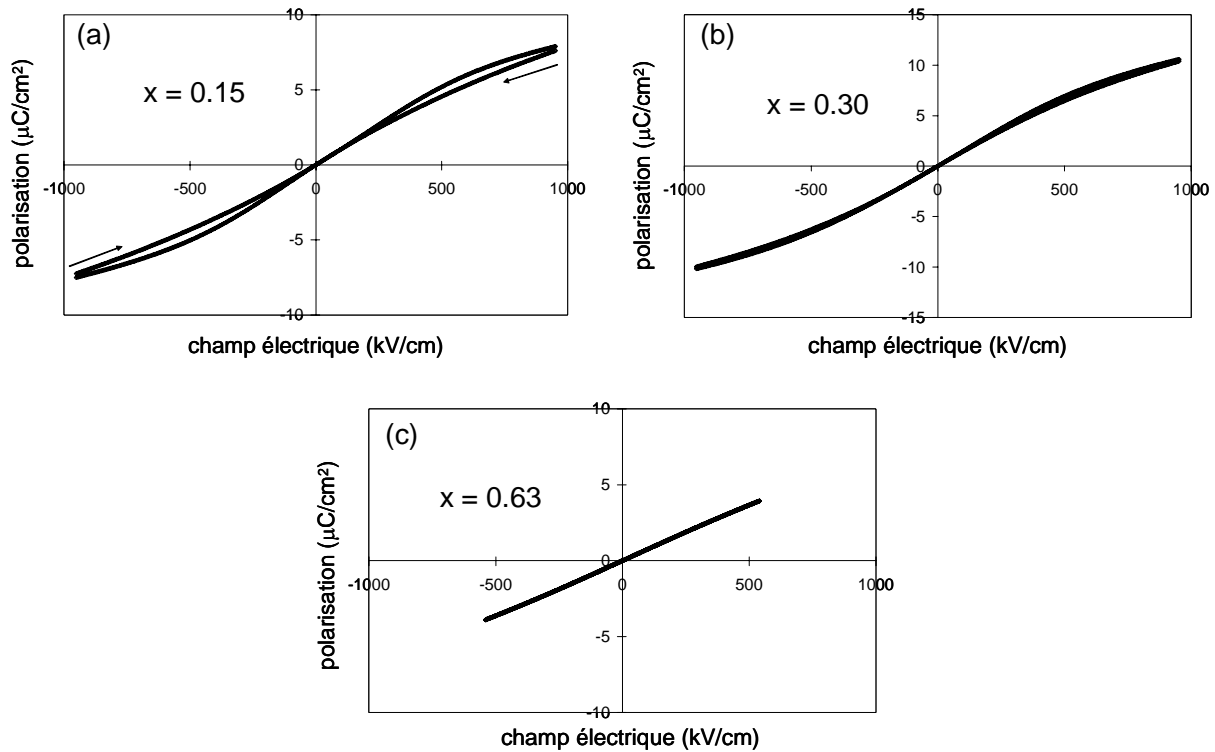 (a)
x = 0.15
polarisation (µC/cm²)
10
5
0
-5
-10
-1000
-500
0
500
1000
champ électrique (kV/cm)
(b)
x = 0.30
polarisation (µC/cm²)
15
10
5
0
-5
-10
-15
-1000
-500
0
500
1000
champ électrique (kV/cm)
(c)
x = 0.63
polarisation (µC/cm²)
10
5
0
-5
-10
-1000
-500
0
500
1000
champ électrique (kV/cm)